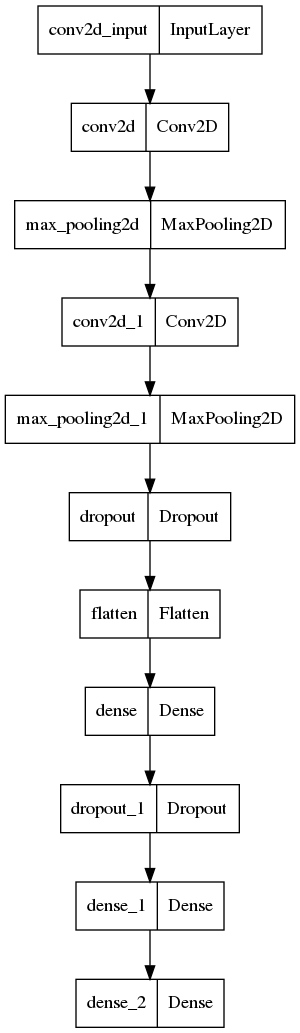 conv2d_input InputLayer
conv2d Conv2D
max_pooling2d MaxPooling2D
conv2d_1 Conv2D
max_pooling2d_1 MaxPooling2D
dropout Dropout
flatten Flatten
dense Dense
dropout_1 Dropout
dense_1 Dense
dense_2 Dense